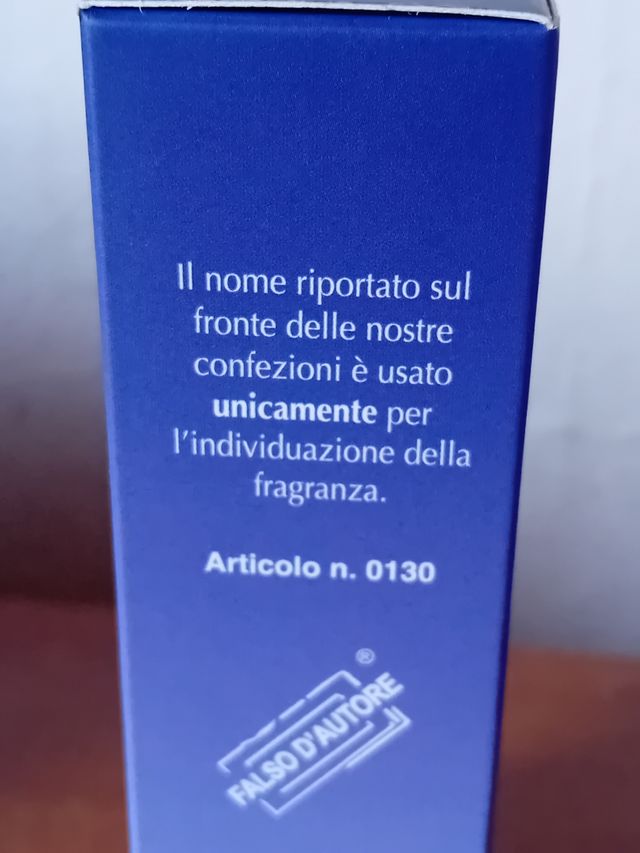 Il nome riportato sul
fronte delle nostre
confezioni è usato
unicamente per
l'individuazione della
fragranza.
Articolo n. 0130
FALSO D'AUTORE ®